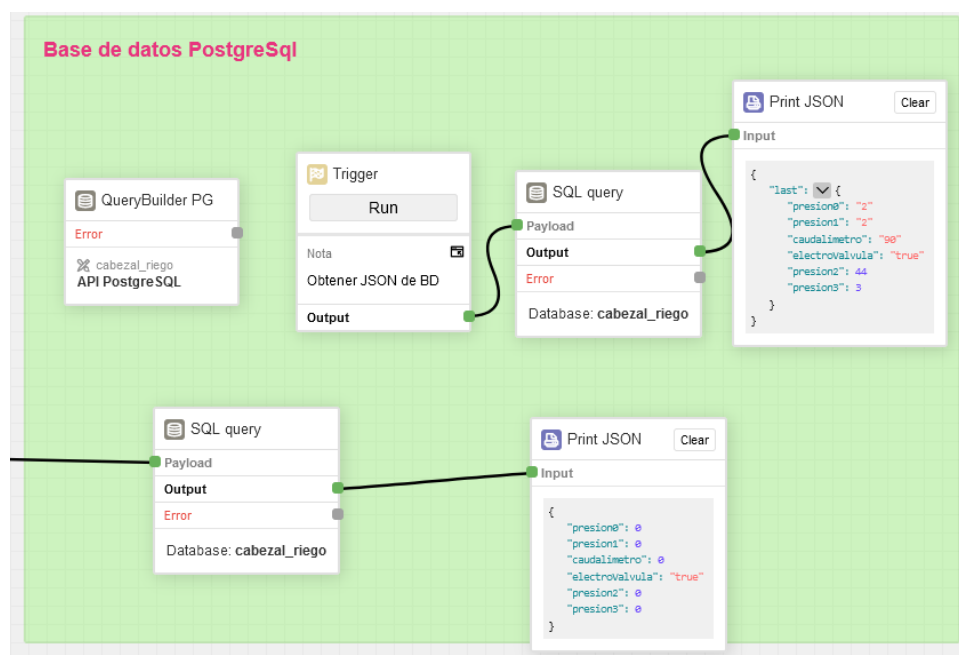 Base de datos PostgreSql
QueryBuilder PG
Error
cabezal_riego
API PostgreSQL
Trigger
Run
Nota
Obtener JSON de BD
Output
SQL query
Payload
Output
Error
Database: cabezal_riego
Print JSON
Clear
Input
{
"last": {
"presion0": "2"
"presion1": "2"
"caudalimetro": "90"
"electroValvula": "true"
"presion2": 44
"presion3": 3
}
}
SQL query
Payload
Output
Error
Database: cabezal_riego
Print JSON
Clear
Input
{
"presion0": 0
"presion1": 0
"caudalimetro": 0
"electroValvula": "true"
"presion2": 0
"presion3": 0
}